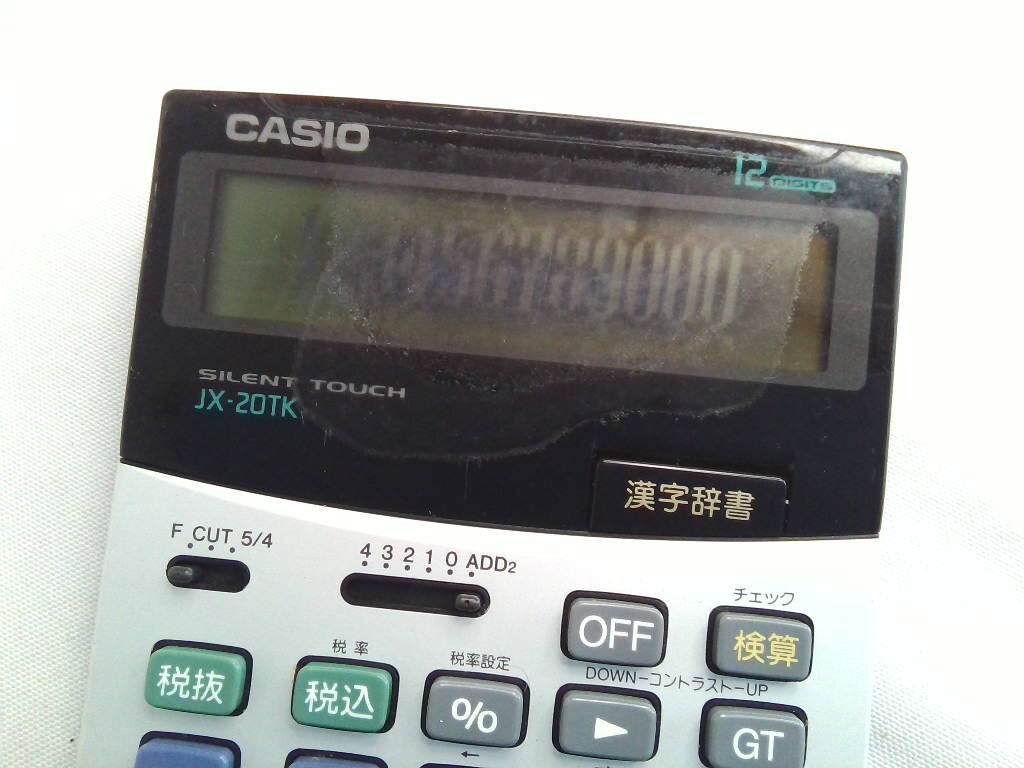 CASIO
12 DIGITS
SILENT TOUCH
JX-20TK
漢字辞書
F CUT 5/4
4 3 2 1 0 ADD2
OFF
チェック
検算
税抜
税率
税込
税率設定
%
←
DOWN－コントラスト－UP
▶
GT